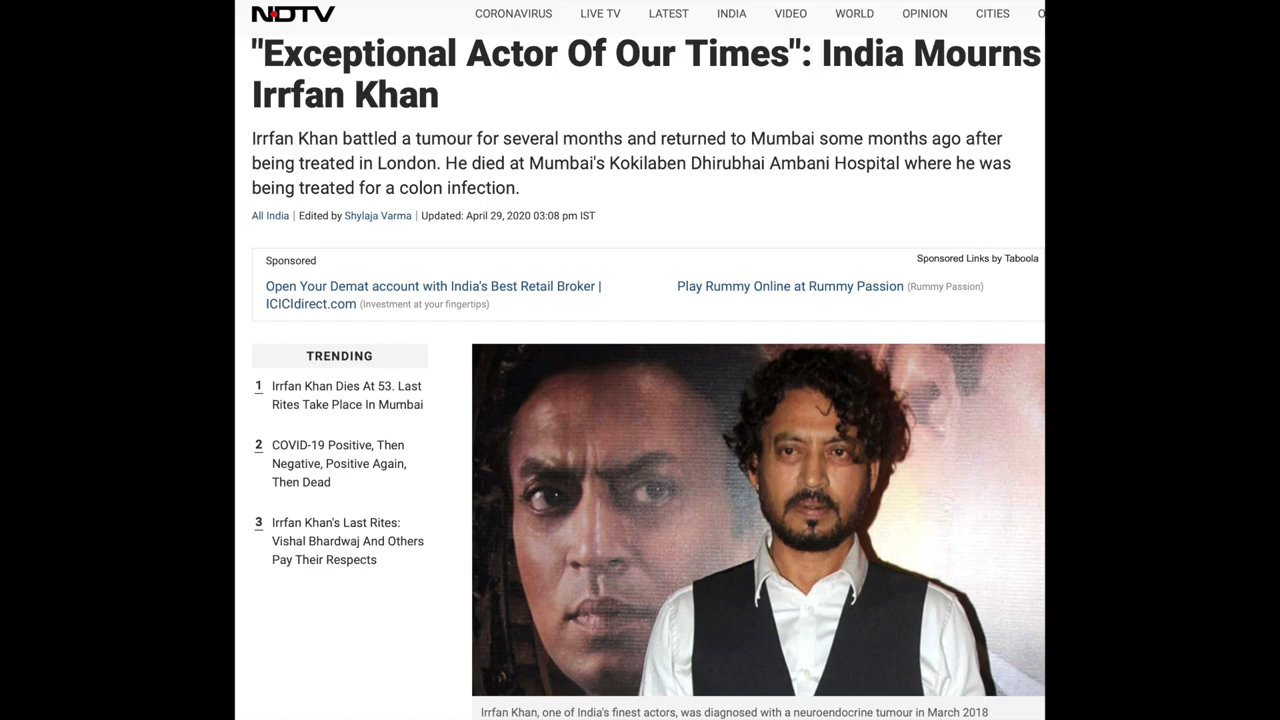 NDTV
CORONAVIRUS LIVE TV LATEST INDIA VIDEO WORLD OPINION CITIES O
"Exceptional Actor Of Our Times": India Mourns
Irrfan Khan
Irrfan Khan battled a tumour for several months and returned to Mumbai some months ago after
being treated in London. He died at Mumbai's Kokilaben Dhirubhai Ambani Hospital where he was
being treated for a colon infection.
All India | Edited by Shylaja Varma | Updated: April 29, 2020 03:08 pm IST
Sponsored
Sponsored Links by Taboola
Open Your Demat account with India's Best Retail Broker |
ICICIdirect.com (Investment at your fingertips)
Play Rummy Online at Rummy Passion (Rummy Passion)
TRENDING
1 Irrfan Khan Dies At 53. Last
Rites Take Place In Mumbai
2 COVID-19 Positive, Then
Negative, Positive Again,
Then Dead
3 Irrfan Khan's Last Rites:
Vishal Bhardwaj And Others
Pay Their Respects
Irrfan Khan, one of India's finest actors, was diagnosed with a neuroendocrine tumour in March 2018